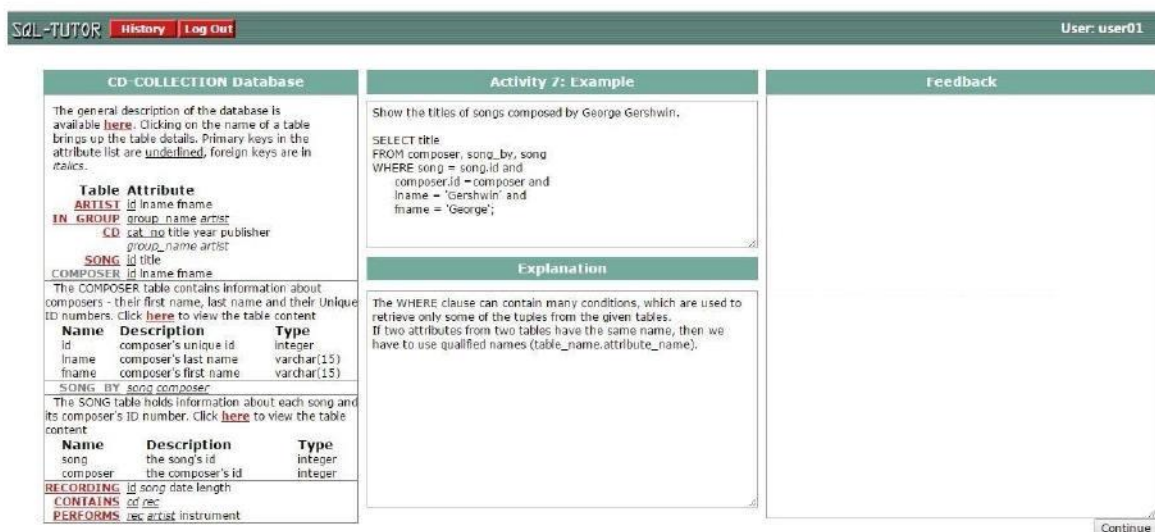 SQL-TUTOR History Log Out User: user01
CD-COLLECTION Database
The general description of the database is
available here. Clicking on the name of a table
brings up the table details. Primary keys in the
attribute list are underlined, foreign keys are in
italics.
Table Attribute
ARTIST id lname fname
IN_GROUP group_name artist
CD cat_no title year publisher
group_name artist
SONG id title
COMPOSER id lname fname
The COMPOSER table contains information about
composers - their first name, last name and their Unique
ID numbers. Click here to view the table content
Name Description Type
id composer's unique id integer
lname composer's last name varchar(15)
fname composer's first name varchar(15)
SONG_BY song composer
The SONG table holds information about each song and
its composer's ID number. Click here to view the table
content
Name Description Type
song the song's id integer
composer the composer's id integer
RECORDING id song date length
CONTAINS cd rec
PERFORMS rec artist instrument
Activity 7: Example
Show the titles of songs composed by George Gershwin.
SELECT title
FROM composer, song_by, song
WHERE song = song.id and
composer.id = composer and
lname = 'Gershwin' and
fname = 'George';
Explanation
The WHERE clause can contain many conditions, which are used to
retrieve only some of the tuples from the given tables.
If two attributes from two tables have the same name, then we
have to use qualified names (table_name.attribute_name).
Feedback
Continue